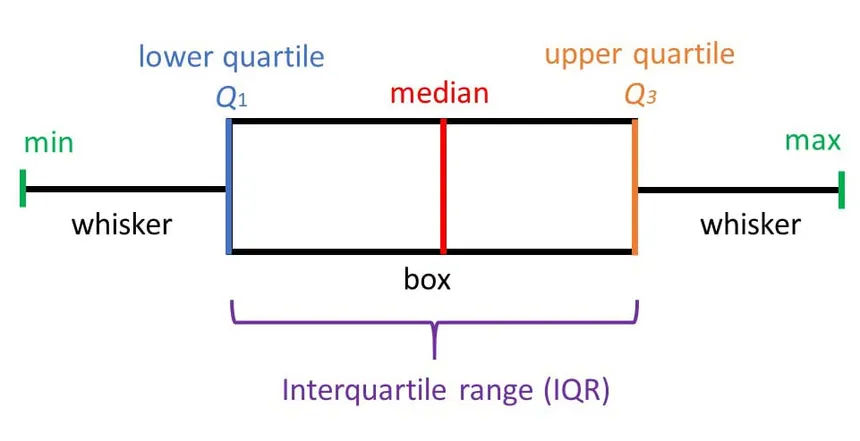 lower quartile
Q1
median
upper quartile
Q3
min
max
whisker
whisker
box
Interquartile range (IQR)